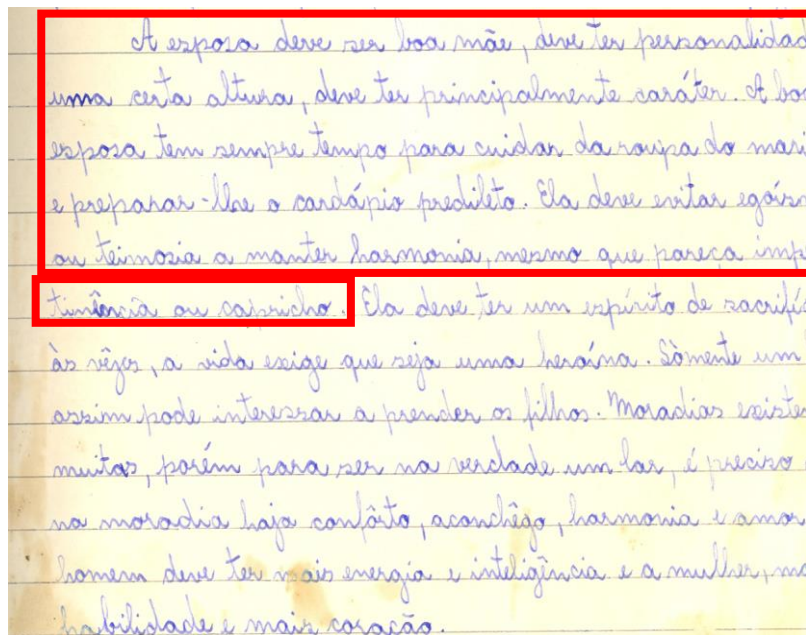 A esposa deve ser boa mãe, deve ter personalidad
uma certa altura, deve ter principalmente caráter. A boa
esposa tem sempre tempo para cuidar da roupa do mari
e preparar-lhe o cardápio predileto. Ela deve evitar egoísm
ou teimosia a manter harmonia, mesmo que pareça imp
tinência ou capricho. Ela deve ter um espírito de sacrifíc
às vêzes, a vida exige que seja uma heroína. Sòmente um
assim pode interessar a prender os filhos. Moradias existe
muitas, porém para ser na verdade um lar, é preciso
na moradia haja confôrto, aconchêgo, harmonia e amor
homem deve ter mais energia e inteligência e a mulher, ma
habilidade e mais coração.